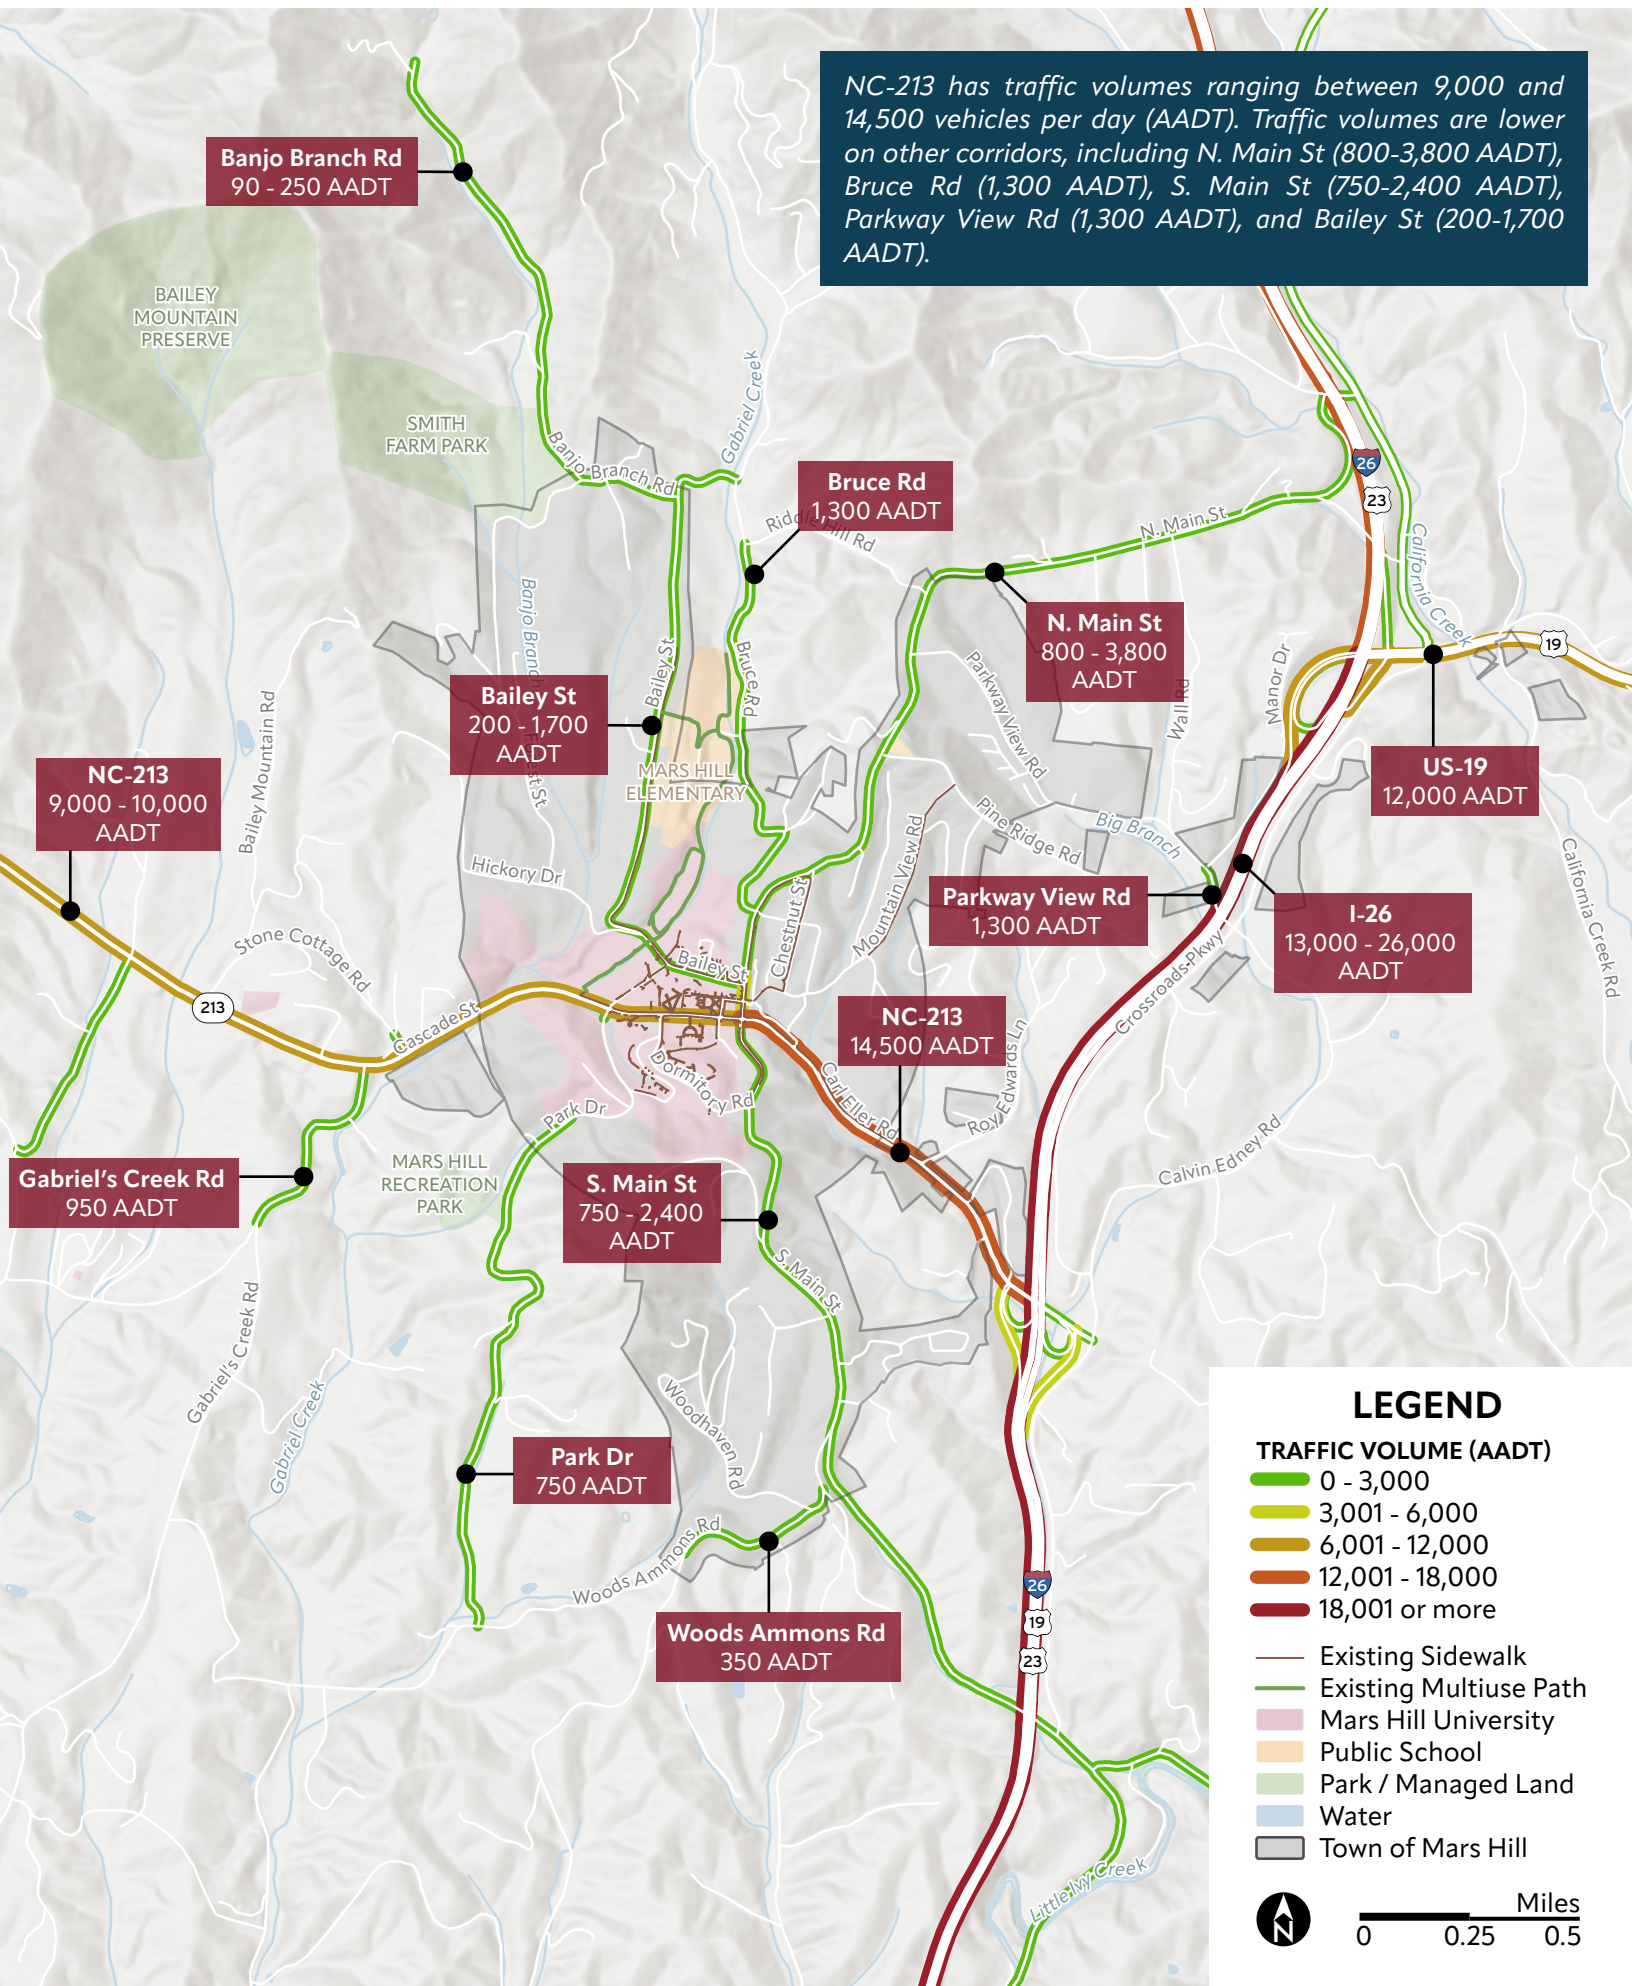 NC-213 has traffic volumes ranging between 9,000 and
14,500 vehicles per day (AADT). Traffic volumes are lower
on other corridors, including N. Main St (800-3,800 AADT),
Bruce Rd (1,300 AADT), S. Main St (750-2,400 AADT),
Parkway View Rd (1,300 AADT), and Bailey St (200-1,700
AADT).
Banjo Branch Rd
90 - 250 AADT
BAILEY
MOUNTAIN
PRESERVE
SMITH
FARM PARK
Gabriel Creek
Banjo Branch Rd
Bruce Rd
1,300 AADT
Riddle Hill Rd
N. Main St
26
23
California Creek
Banjo Branch
N. Main St
800 - 3,800
AADT
19
Bailey St
Bruce Rd
Parkway View Rd
Wall Rd
Manor Dr
Bailey St
200 - 1,700
AADT
Forest St
MARS HILL
ELEMENTARY
US-19
12,000 AADT
NC-213
9,000 - 10,000
AADT
Bailey Mountain Rd
Hickory Dr
Mountain View Rd
Pine Ridge Rd
Big Branch
California Creek Rd
Parkway View Rd
1,300 AADT
I-26
13,000 - 26,000
AADT
Chestnut St
Stone Cottage Rd
Bailey St
Crossroads Pkwy
213
Cascade St
NC-213
14,500 AADT
Dormitory Rd
Carl Eller Rd
Roy Edwards Ln
Park Dr
Calvin Edney Rd
Gabriel's Creek Rd
950 AADT
MARS HILL
RECREATION
PARK
S. Main St
750 - 2,400
AADT
S. Main St
Gabriel's Creek Rd
Gabriel Creek
Woodhaven Rd
Park Dr
750 AADT
Woods Ammons Rd
Woods Ammons Rd
350 AADT
26
19
23
Little Ivy Creek
LEGEND
TRAFFIC VOLUME (AADT)
0 - 3,000
3,001 - 6,000
6,001 - 12,000
12,001 - 18,000
18,001 or more
Existing Sidewalk
Existing Multiuse Path
Mars Hill University
Public School
Park / Managed Land
Water
Town of Mars Hill
N
Miles
0 0.25 0.5